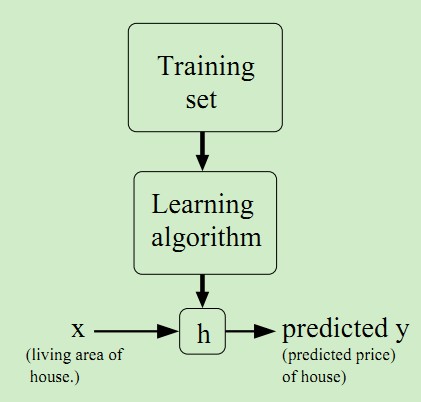 Training
set
Learning
algorithm
x
h
predicted y
(living area of
house.)
(predicted price)
of house)